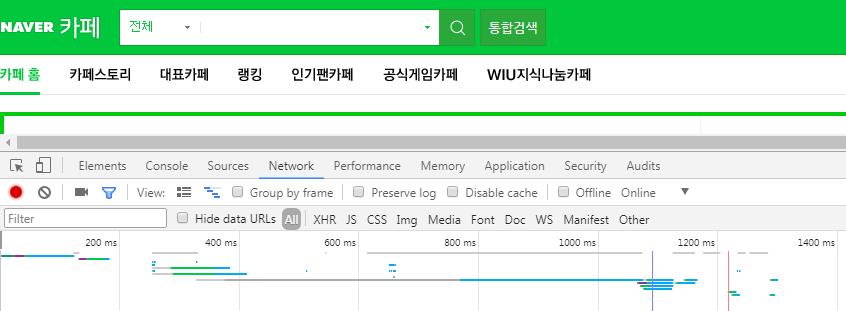 NAVER 카페 전체 통합검색
카페 홈 카페스토리 대표카페 랭킹 인기팬카페 공식게임카페 WIU지식나눔카페
Elements Console Sources Network Performance Memory Application Security Audits
View: Group by frame Preserve log Disable cache Offline Online
Filter Hide data URLs All XHR JS CSS Img Media Font Doc WS Manifest Other
200 ms 400 ms 600 ms 800 ms 1000 ms 1200 ms 1400 ms